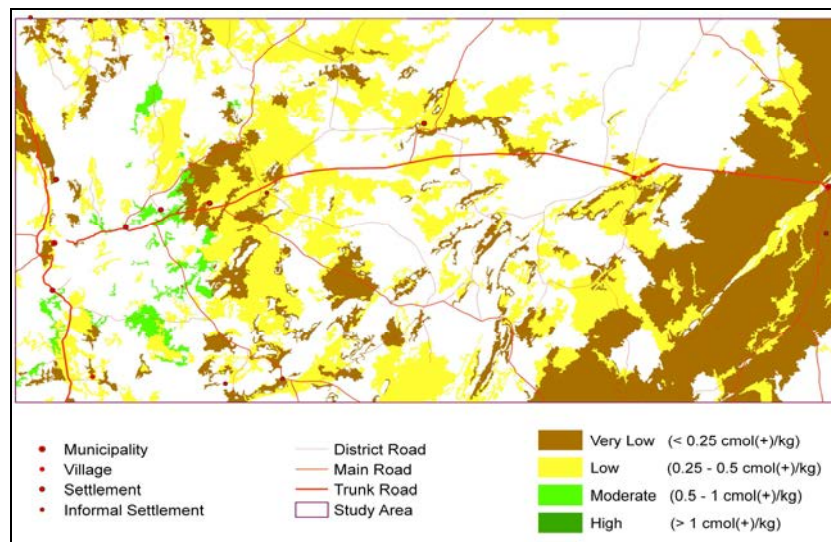 Municipality
Village
Settlement
Informal Settlement
District Road
Main Road
Trunk Road
Study Area
Very Low (< 0.25 cmol(+)/kg)
Low (0.25 - 0.5 cmol(+)/kg)
Moderate (0.5 - 1 cmol(+)/kg)
High (> 1 cmol(+)/kg)